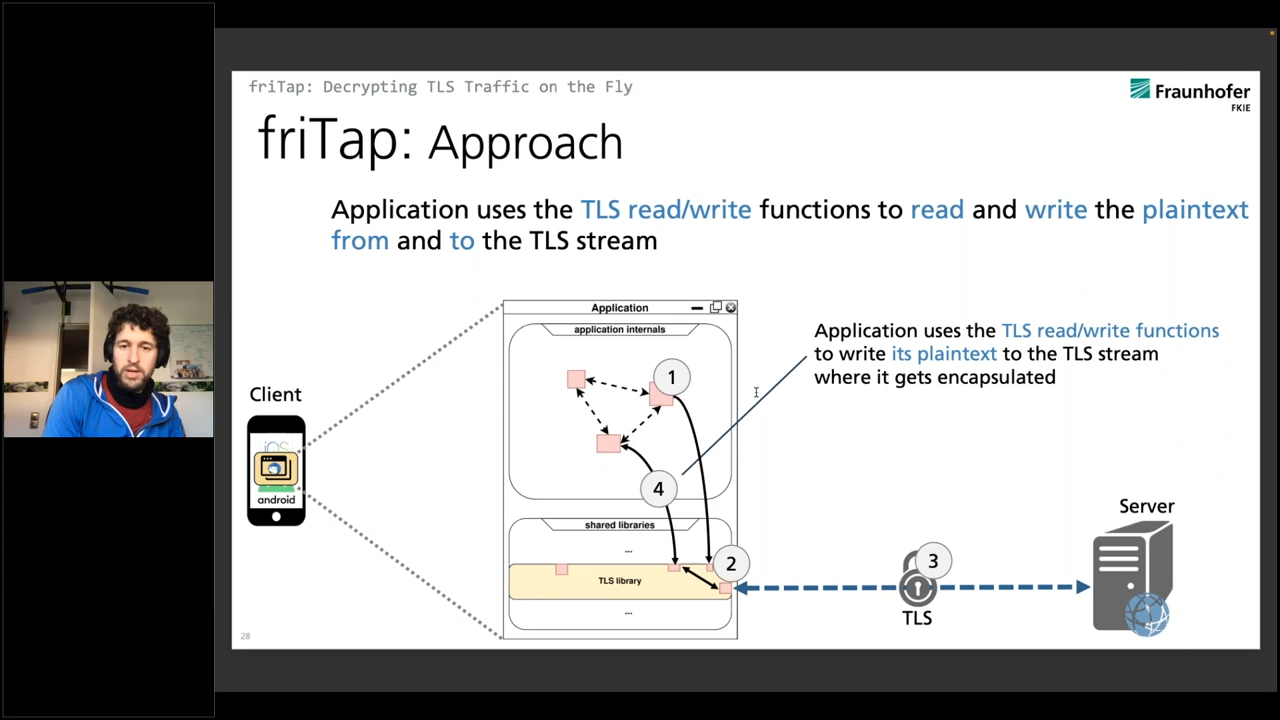 friTap: Decrypting TLS Traffic on the Fly
Fraunhofer
FKIE
friTap: Approach
Application uses the TLS read/write functions to read and write the plaintext
from and to the TLS stream
Application
application internals
1
Application uses the TLS read/write functions
to write its plaintext to the TLS stream
where it gets encapsulated
Client
iOS
android
4
shared libraries
...
2
TLS library
...
3
TLS
Server
28